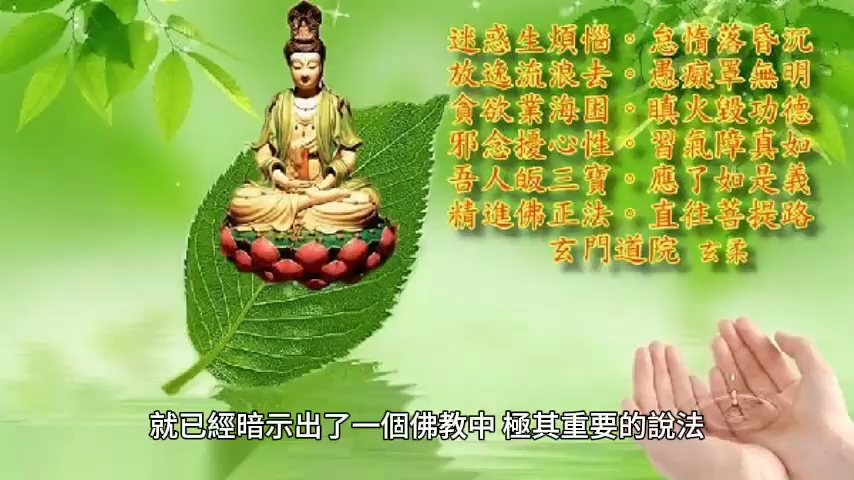 迷惑生煩惱。怠惰落昏沉
放逸流浪去。愚癡罩無明
貪欲業海困。瞋火毀功德
邪念擾心性。習氣障真如
吾人皈三寶。應了如是義
精進佛正法。直往菩提路
玄門道院 玄柔
就已經暗示出了一個佛教中 極其重要的說法